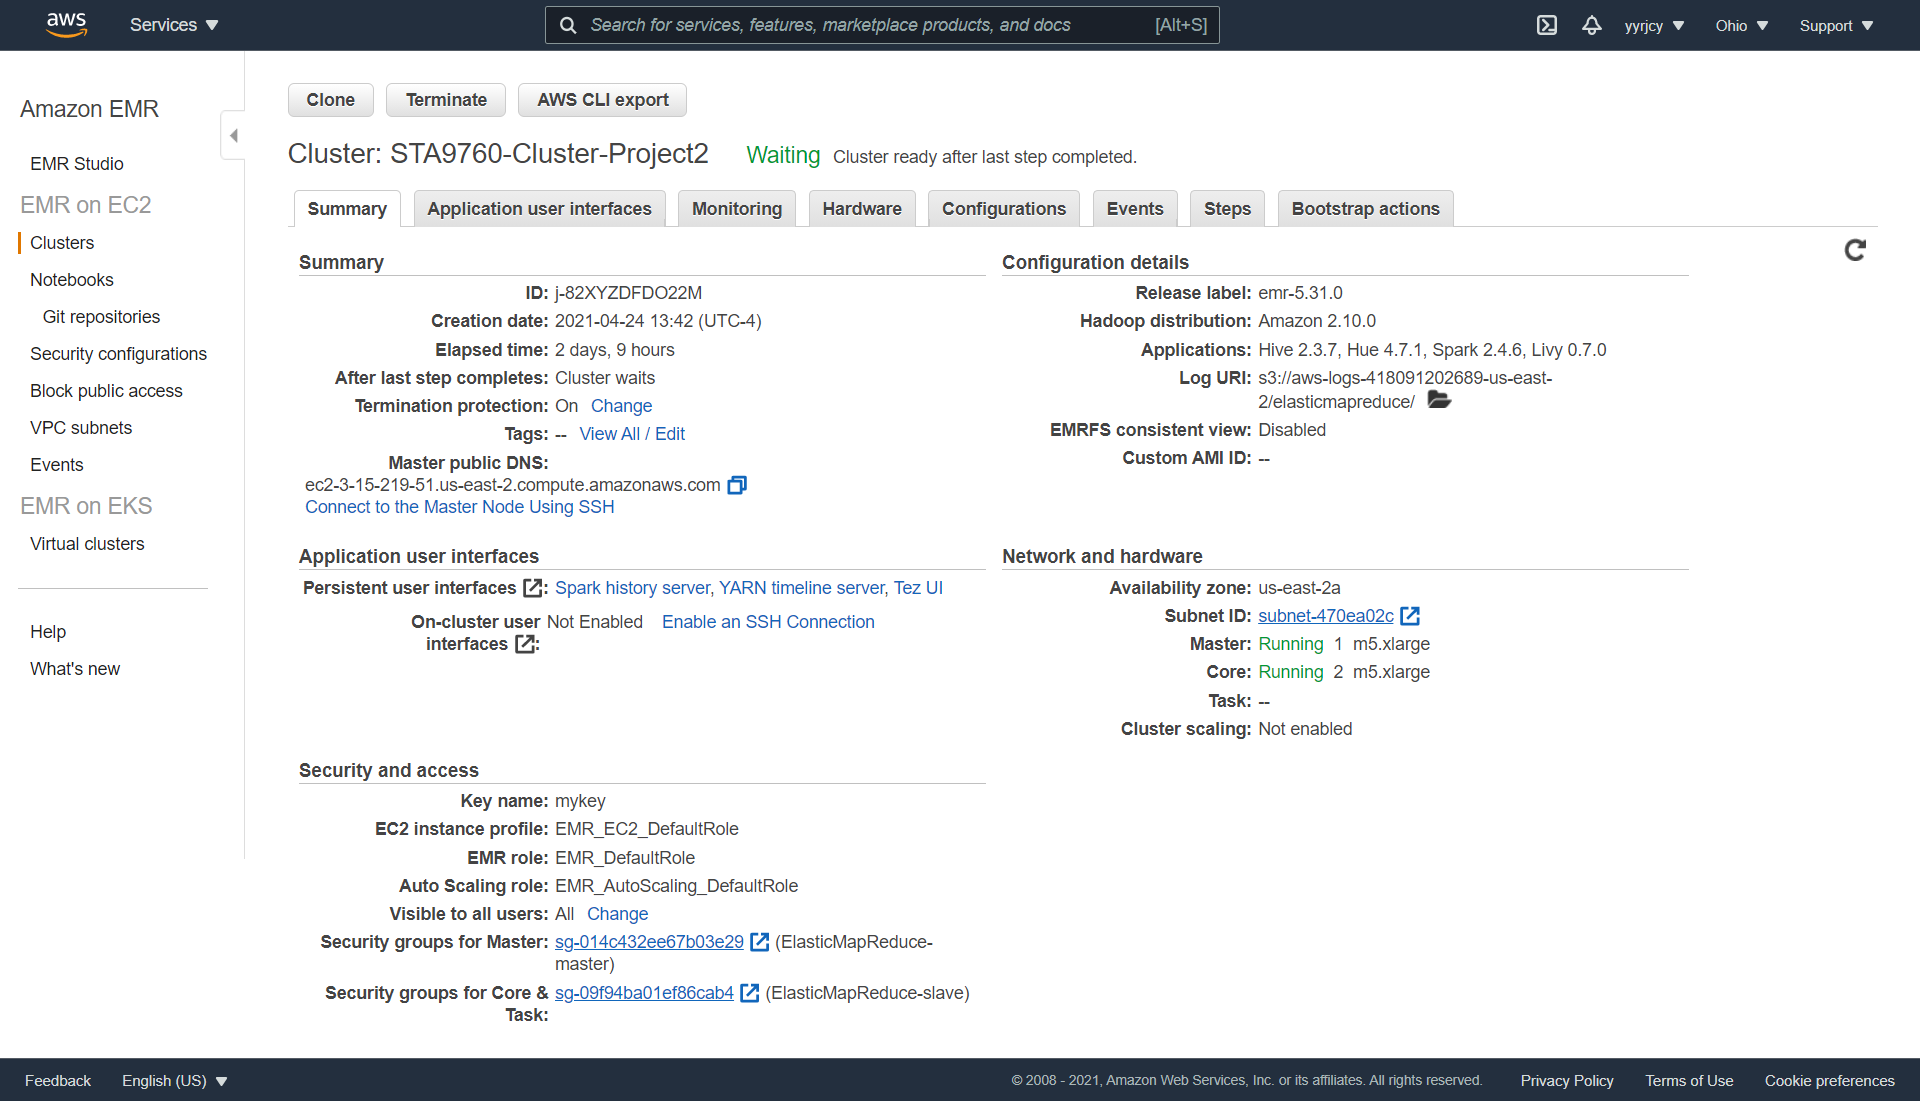 aws
Services
Search for services, features, marketplace products, and docs [Alt+S]
yyrjcy
Ohio
Support
Amazon EMR
EMR Studio
EMR on EC2
Clusters
Notebooks
Git repositories
Security configurations
Block public access
VPC subnets
Events
EMR on EKS
Virtual clusters
Help
What's new
Clone Terminate AWS CLI export
Cluster: STA9760-Cluster-Project2 Waiting Cluster ready after last step completed.
Summary Application user interfaces Monitoring Hardware Configurations Events Steps Bootstrap actions
Summary
ID: j-82XYZDFDO22M
Creation date: 2021-04-24 13:42 (UTC-4)
Elapsed time: 2 days, 9 hours
After last step completes: Cluster waits
Termination protection: On Change
Tags: -- View All / Edit
Master public DNS:
ec2-3-15-219-51.us-east-2.compute.amazonaws.com
Connect to the Master Node Using SSH
Configuration details
Release label: emr-5.31.0
Hadoop distribution: Amazon 2.10.0
Applications: Hive 2.3.7, Hue 4.7.1, Spark 2.4.6, Livy 0.7.0
Log URI: s3://aws-logs-418091202689-us-east-
2/elasticmapreduce/
EMRFS consistent view: Disabled
Custom AMI ID: --
Application user interfaces
Persistent user interfaces : Spark history server, YARN timeline server, Tez UI
On-cluster user Not Enabled Enable an SSH Connection
interfaces :
Network and hardware
Availability zone: us-east-2a
Subnet ID: subnet-470ea02c
Master: Running 1 m5.xlarge
Core: Running 2 m5.xlarge
Task: --
Cluster scaling: Not enabled
Security and access
Key name: mykey
EC2 instance profile: EMR_EC2_DefaultRole
EMR role: EMR_DefaultRole
Auto Scaling role: EMR_AutoScaling_DefaultRole
Visible to all users: All Change
Security groups for Master: sg-014c432ee67b03e29 (ElasticMapReduce-
master)
Security groups for Core & sg-09f94ba01ef86cab4 (ElasticMapReduce-slave)
Task:
Feedback English (US)
© 2008 - 2021, Amazon Web Services, Inc. or its affiliates. All rights reserved. Privacy Policy Terms of Use Cookie preferences